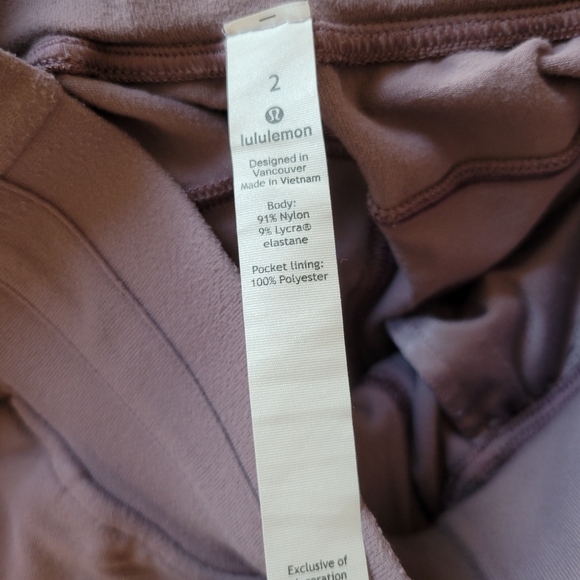 2
lululemon
Designed in
Vancouver
Made in Vietnam
Body:
91% Nylon
9% Lycra®
elastane
Pocket lining:
100% Polyester
Exclusive of